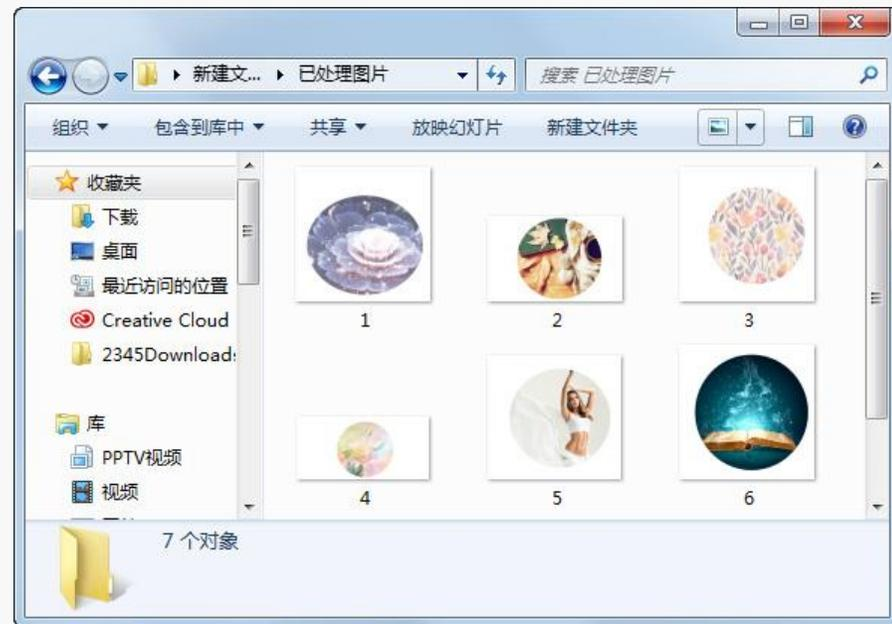 新建文... 已处理图片
搜索 已处理图片
组织 包含到库中 共享 放映幻灯片 新建文件夹
收藏夹
下载
桌面
最近访问的位置
Creative Cloud
2345Download
库
PPTV视频
视频
1 2 3
4 5 6
7 个对象